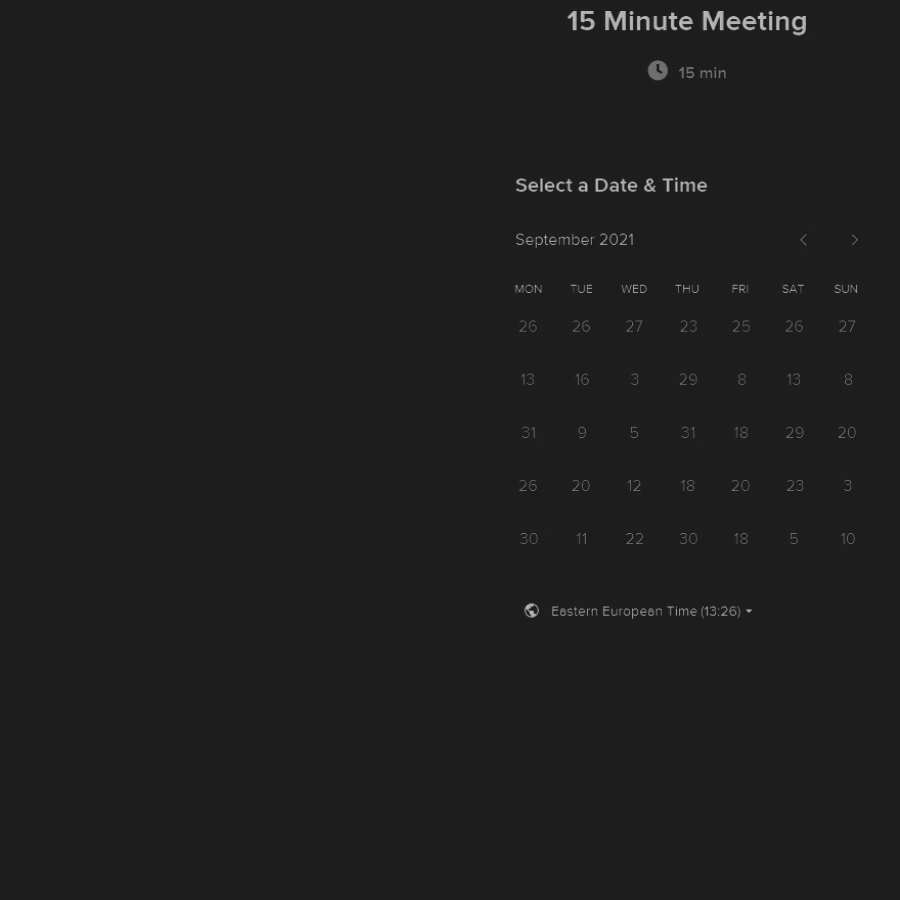 15 Minute Meeting
15 min
Select a Date & Time
September 2021
MON TUE WED THU FRI SAT SUN
26 26 27 23 25 26 27
13 16 3 29 8 13 8
31 9 5 31 18 29 20
26 20 12 18 20 23 3
30 11 22 30 18 5 10
Eastern European Time (13:26)